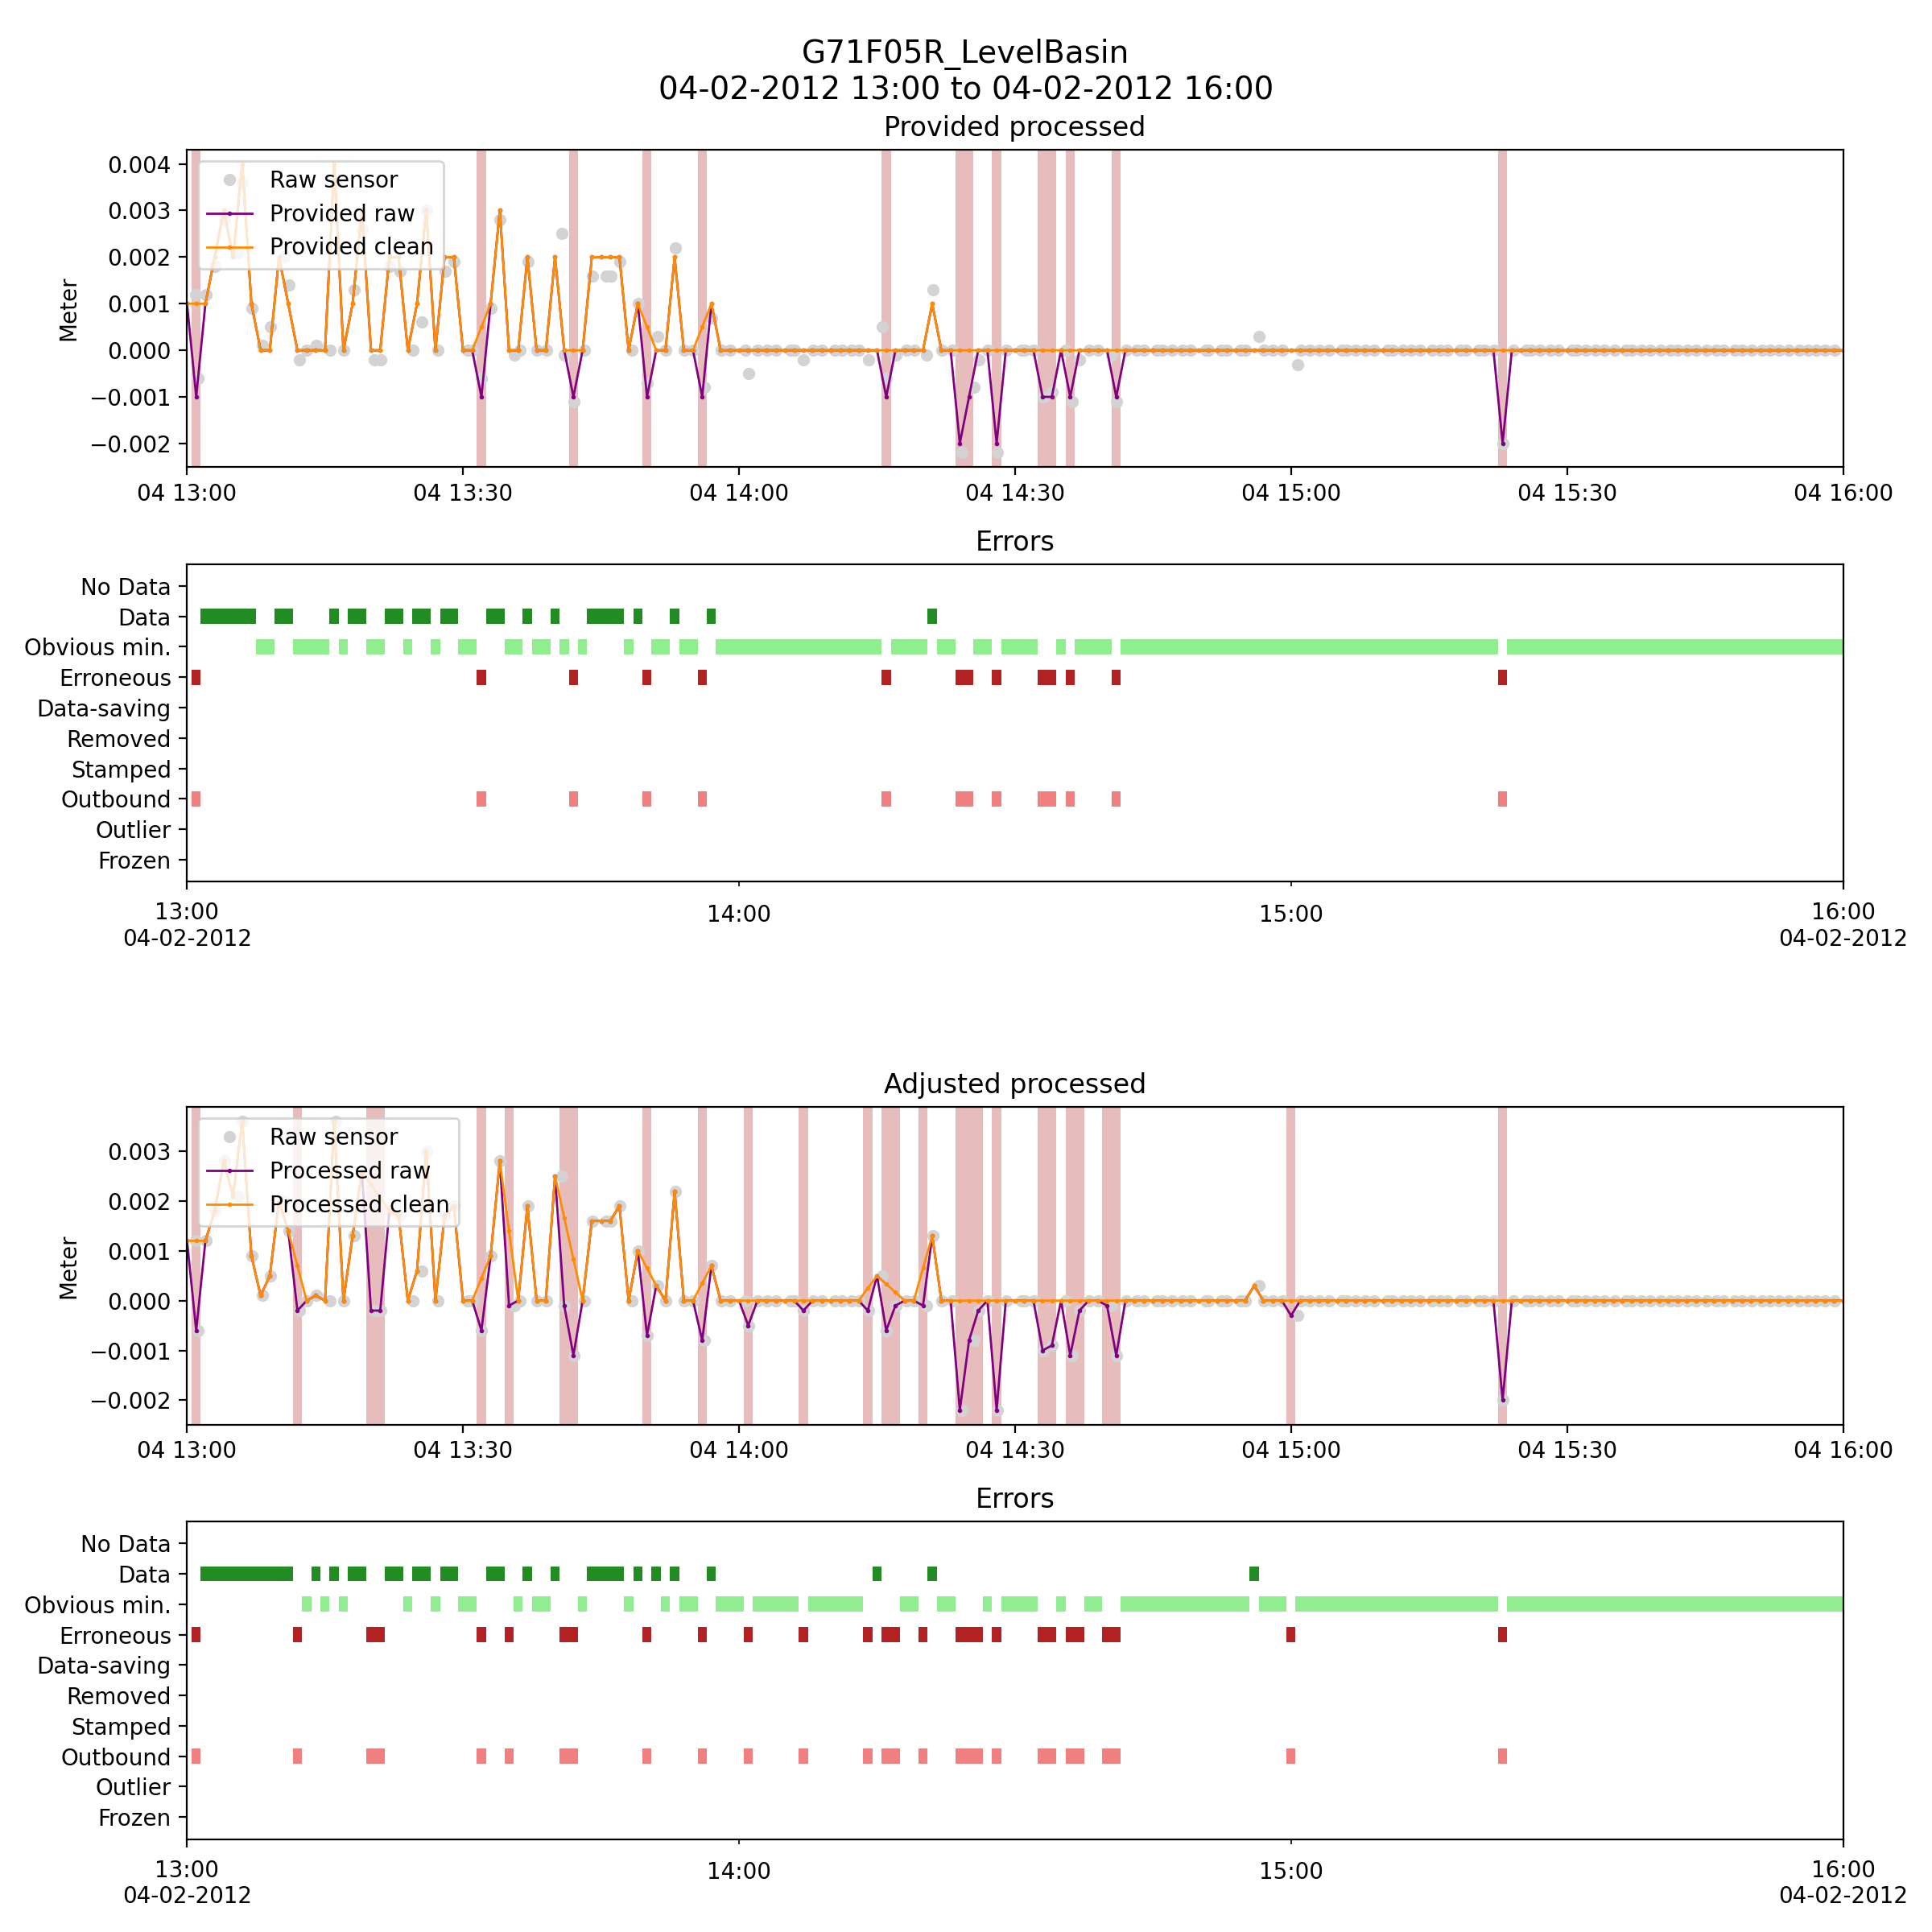 G71F05R_LevelBasin
04-02-2012 13:00 to 04-02-2012 16:00
Provided processed
Raw sensor
Provided raw
Provided clean
Meter
0.004
0.003
0.002
0.001
0.000
−0.001
−0.002
04 13:00 04 13:30 04 14:00 04 14:30 04 15:00 04 15:30 04 16:00
Errors
No Data
Data
Obvious min.
Erroneous
Data-saving
Removed
Stamped
Outbound
Outlier
Frozen
13:00 14:00 15:00 16:00
04-02-2012 04-02-2012
Adjusted processed
Raw sensor
Processed raw
Processed clean
Meter
0.003
0.002
0.001
0.000
−0.001
−0.002
04 13:00 04 13:30 04 14:00 04 14:30 04 15:00 04 15:30 04 16:00
Errors
No Data
Data
Obvious min.
Erroneous
Data-saving
Removed
Stamped
Outbound
Outlier
Frozen
13:00 14:00 15:00 16:00
04-02-2012 04-02-2012